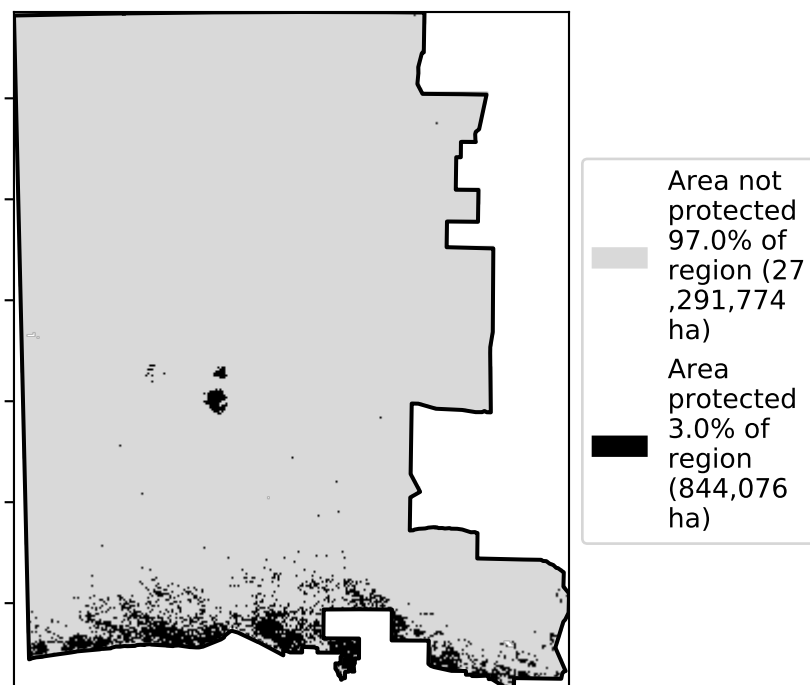 Area not
protected
97.0% of
region (27
,291,774
ha)
Area
protected
3.0% of
region
(844,076
ha)